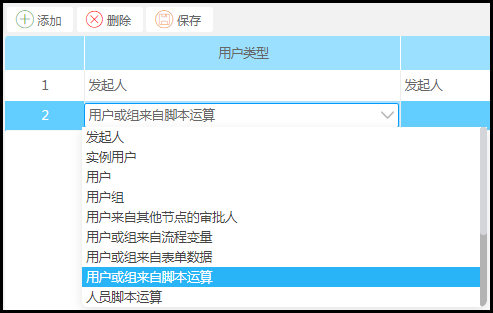 添加 删除 保存
用户类型
1 发起人 发起人
2 用户或组来自脚本运算
发起人
实例用户
用户
用户组
用户来自其他节点的审批人
用户或组来自流程变量
用户或组来自表单数据
用户或组来自脚本运算
人员脚本运算